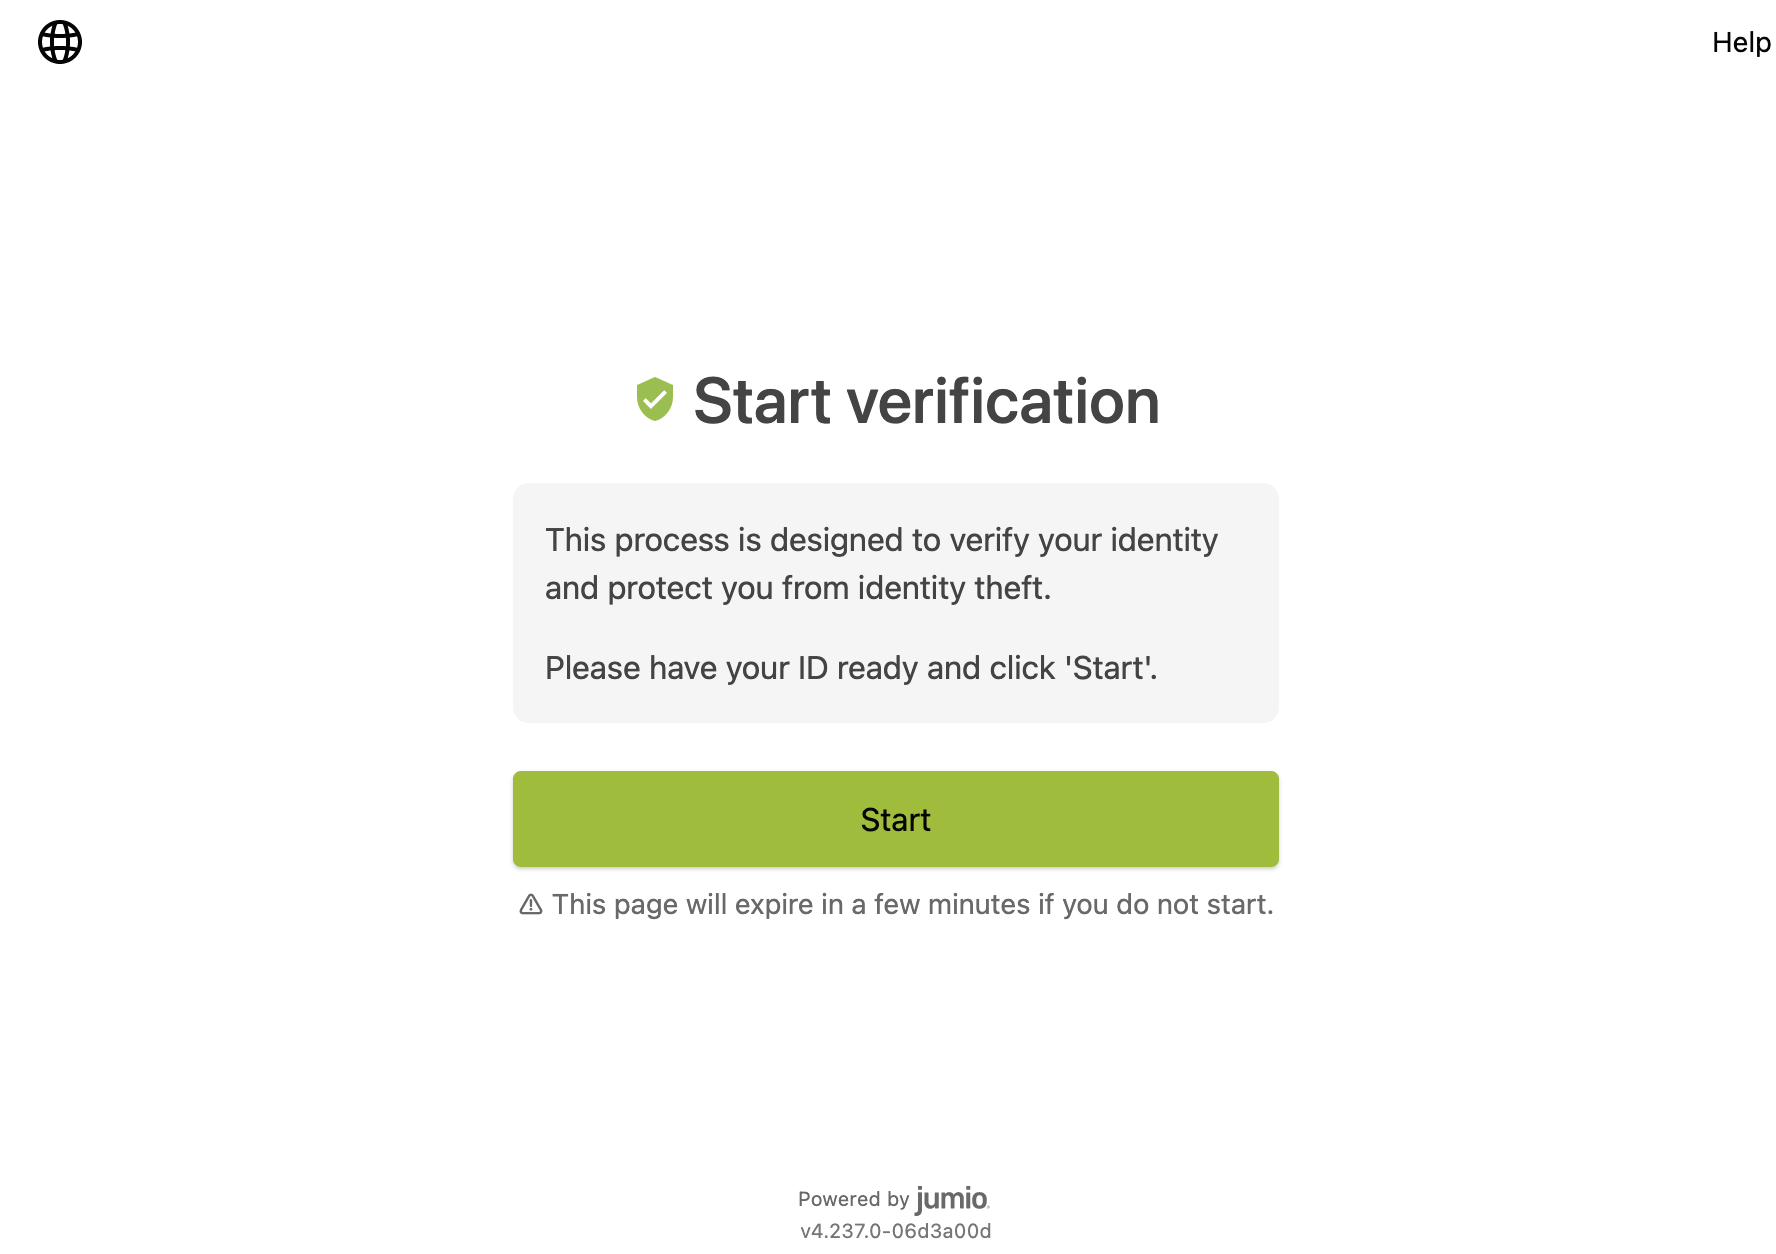 Help
Start verification
This process is designed to verify your identity
and protect you from identity theft.
Please have your ID ready and click 'Start'.
Start
This page will expire in a few minutes if you do not start.
Powered by jumio.
v4.237.0-06d3a00d